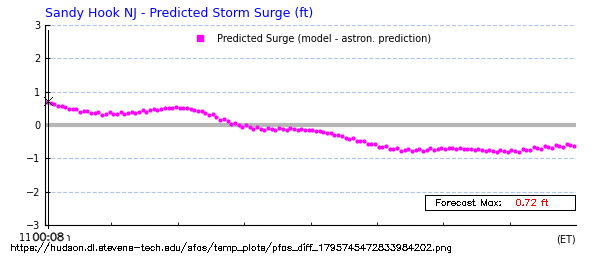 Sandy Hook NJ - Predicted Storm Surge (ft)
3
Predicted Surge (model - astron. prediction)
2
1
0
−1
−2
Forecast Max: 0.72 ft
−3
(ET)
https://hudson.dl.stevens-tech.edu/sfas/temp_plots/pfas_diff_1795745472833984202.png